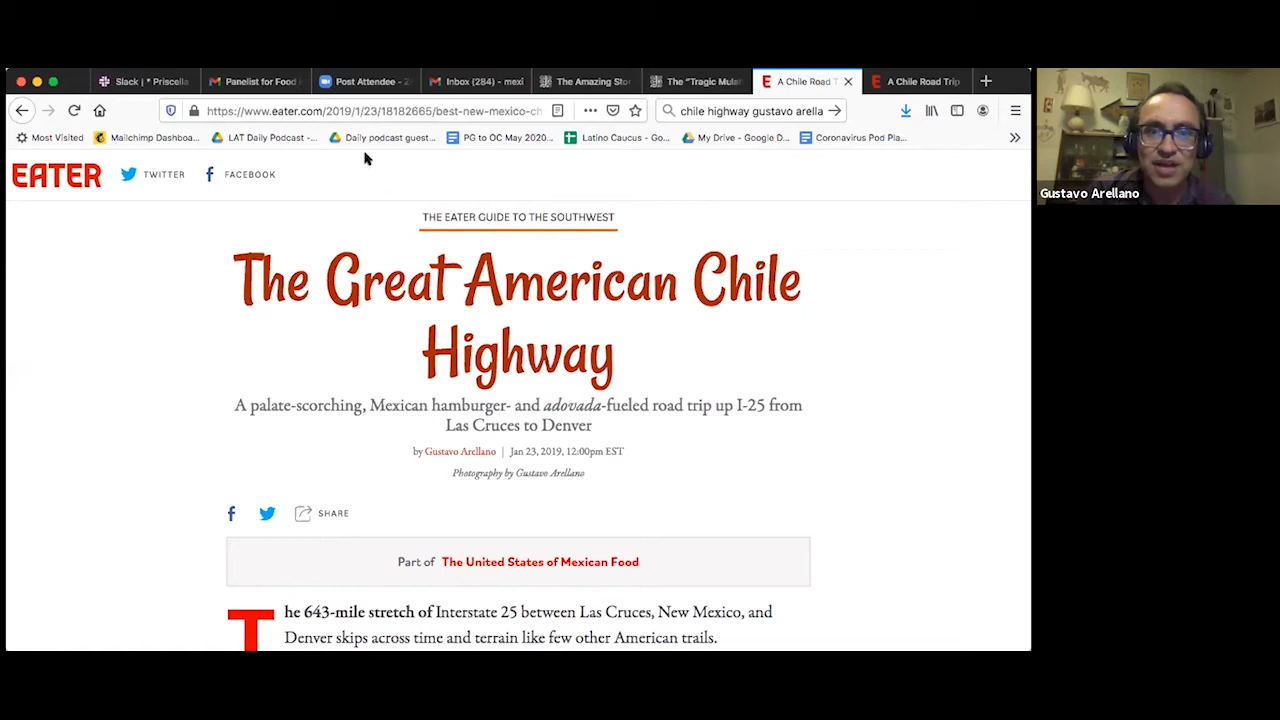 Slack | * Priscella
Panelist for Food
Post Attendee - Z
Inbox (284) - mexi
The Amazing Sto
The "Tragic Mula
A Chile Road T
A Chile Road Trip
https://www.eater.com/2019/1/23/18182665/best-new-mexico-ch
chile highway gustavo arella
Most Visited
Mailchimp Dashboa...
LAT Daily Podcast -...
Daily podcast guest...
PG to OC May 2020...
Latino Caucus - Go...
My Drive - Google D...
Coronavirus Pod Pla...
EATER
TWITTER
FACEBOOK
THE EATER GUIDE TO THE SOUTHWEST
The Great American Chile
Highway
A palate-scorching, Mexican hamburger- and adovada-fueled road trip up I-25 from
Las Cruces to Denver
by Gustavo Arellano | Jan 23, 2019, 12:00pm EST
Photography by Gustavo Arellano
SHARE
Part of The United States of Mexican Food
The 643-mile stretch of Interstate 25 between Las Cruces, New Mexico, and
Denver skips across time and terrain like few other American trails.
Gustavo Arellano